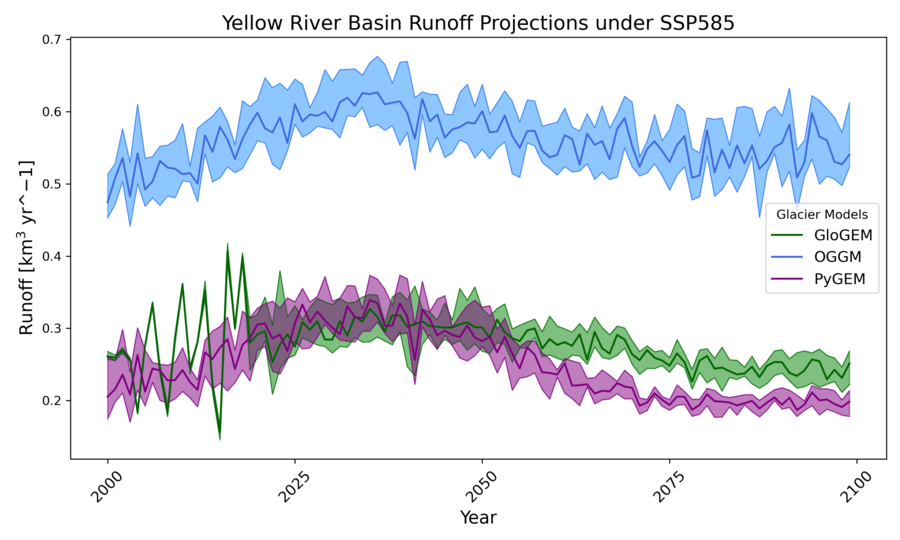 Yellow River Basin Runoff Projections under SSP585
Runoff [km³ yr^−1]
0.7
0.6
0.5
0.4
0.3
0.2
Glacier Models
GloGEM
OGGM
PyGEM
2000
2025
2050
2075
2100
Year